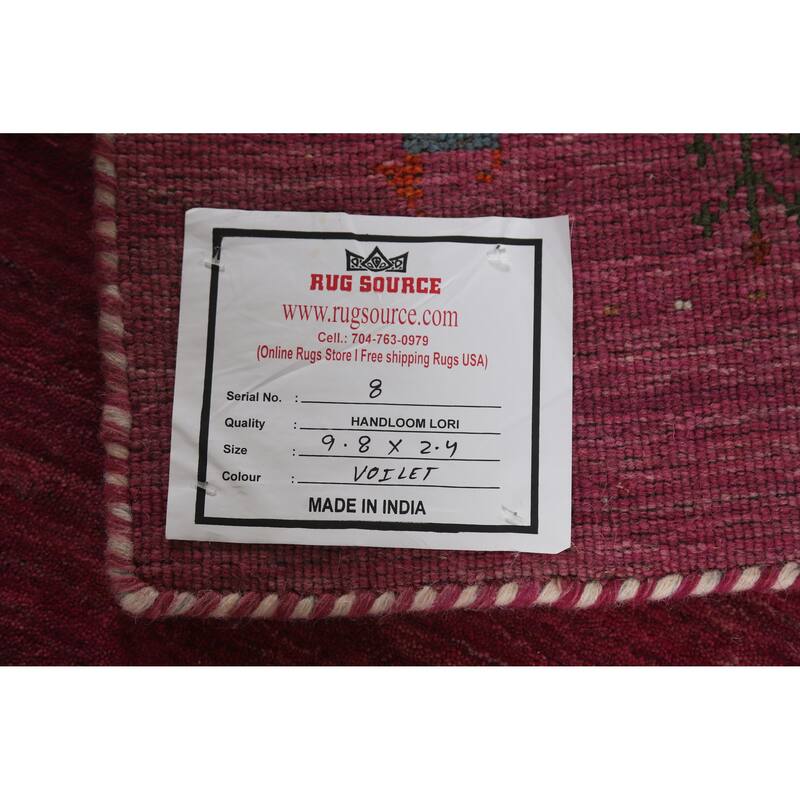 RUG SOURCE
www.rugsource.com
Cell.: 704-763-0979
(Online Rugs Store I Free shipping Rugs USA)
Serial No. : 8
Quality : HANDLOOM LORI
Size : 9.8 X 2.4
Colour : VOILET
MADE IN INDIA